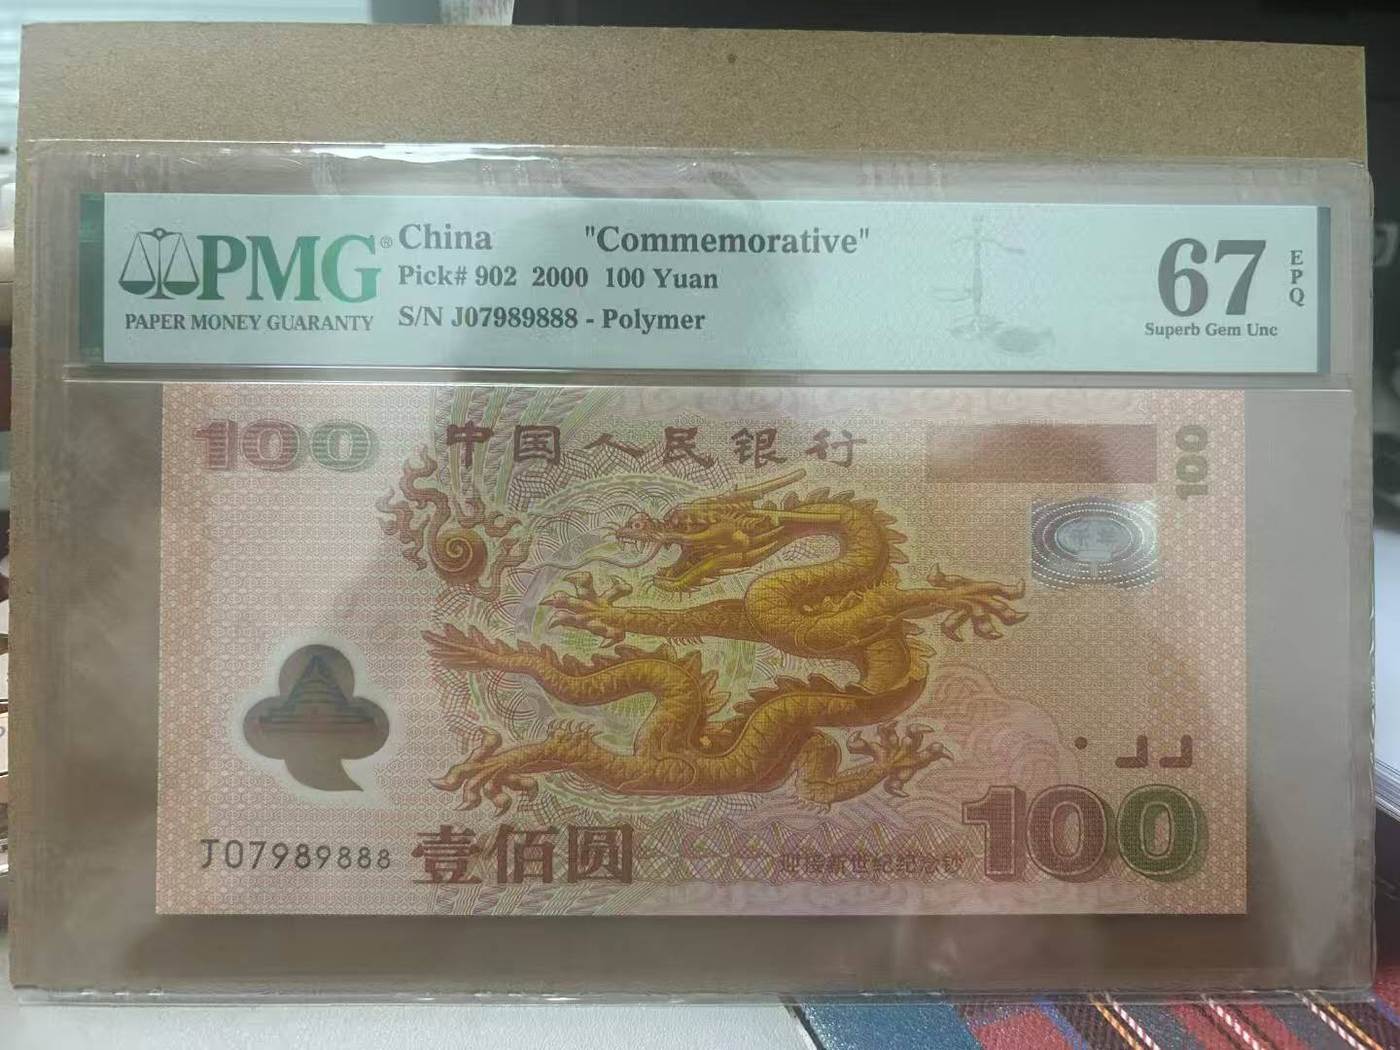 PMG®
PAPER MONEY GUARANTY
China "Commemorative"
Pick# 902 2000 100 Yuan
S/N J07989888 - Polymer
67
EPQ
Superb Gem Unc
100
中国人民银行
100
J07989888
壹佰圆
迎接新世纪纪念钞
100